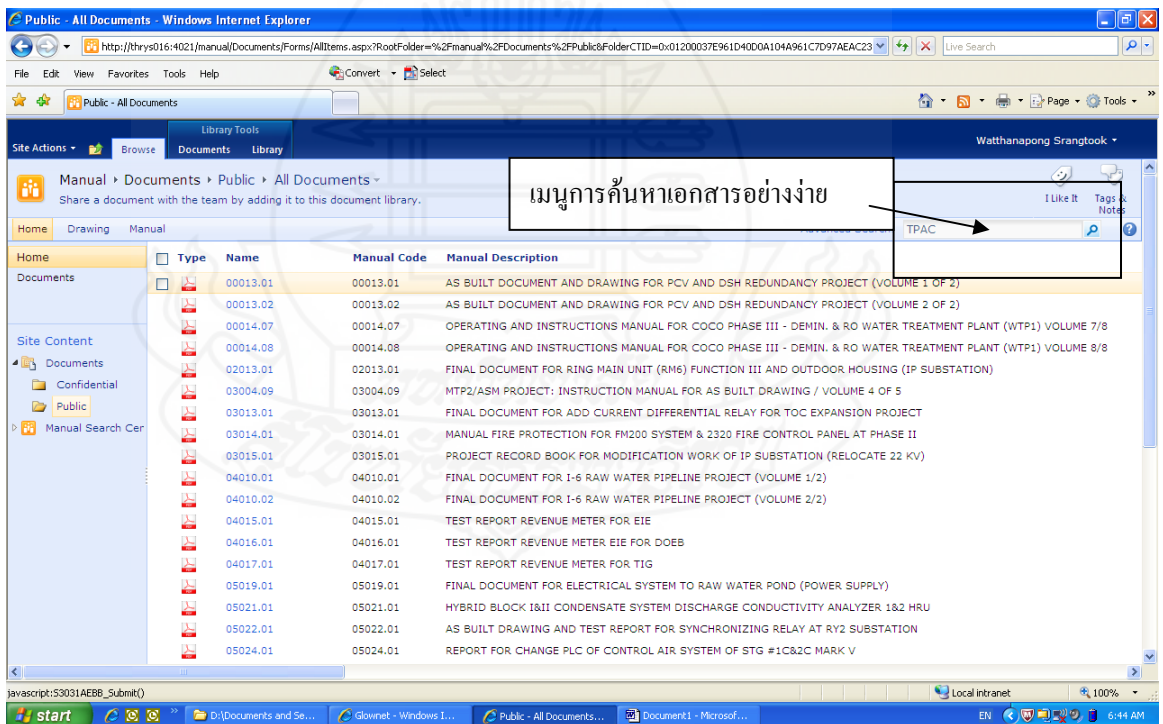 Public - All Documents - Windows Internet Explorer
http://thrys016:4021/manual/Documents/Forms/AllItems.aspx?RootFolder=%2Fmanual%2FDocuments%2FPublic&FolderCTID=0x01200037E961D40D0A104A961C7D97AEAC23
Live Search
File Edit View Favorites Tools Help
Convert Select
Public - All Documents
Page Tools
Library Tools
Site Actions Browse Documents Library
Watthanapong Srangtook
Manual Documents Public All Documents
Share a document with the team by adding it to this document library.
เมนูการค้นหาเอกสารอย่างง่าย
I Like It
Tags & Notes
Home Drawing Manual
TPAC
Home
Documents
Site Content
Documents
Confidential
Public
Manual Search Cer
Type Name Manual Code Manual Description
00013.01 00013.01 AS BUILT DOCUMENT AND DRAWING FOR PCV AND DSH REDUNDANCY PROJECT (VOLUME 1 OF 2)
00013.02 00013.02 AS BUILT DOCUMENT AND DRAWING FOR PCV AND DSH REDUNDANCY PROJECT (VOLUME 2 OF 2)
00014.07 00014.07 OPERATING AND INSTRUCTIONS MANUAL FOR COCO PHASE III - DEMIN. & RO WATER TREATMENT PLANT (WTP1) VOLUME 7/8
00014.08 00014.08 OPERATING AND INSTRUCTIONS MANUAL FOR COCO PHASE III - DEMIN. & RO WATER TREATMENT PLANT (WTP1) VOLUME 8/8
02013.01 02013.01 FINAL DOCUMENT FOR RING MAIN UNIT (RM6) FUNCTION III AND OUTDOOR HOUSING (IP SUBSTATION)
03004.09 03004.09 MTP2/ASM PROJECT: INSTRUCTION MANUAL FOR AS BUILT DRAWING / VOLUME 4 OF 5
03013.01 03013.01 FINAL DOCUMENT FOR ADD CURRENT DIFFERENTIAL RELAY FOR TOC EXPANSION PROJECT
03014.01 03014.01 MANUAL FIRE PROTECTION FOR FM200 SYSTEM & 2320 FIRE CONTROL PANEL AT PHASE II
03015.01 03015.01 PROJECT RECORD BOOK FOR MODIFICATION WORK OF IP SUBSTATION (RELOCATE 22 KV)
04010.01 04010.01 FINAL DOCUMENT FOR I-6 RAW WATER PIPELINE PROJECT (VOLUME 1/2)
04010.02 04010.02 FINAL DOCUMENT FOR I-6 RAW WATER PIPELINE PROJECT (VOLUME 2/2)
04015.01 04015.01 TEST REPORT REVENUE METER FOR EIE
04016.01 04016.01 TEST REPORT REVENUE METER EIE FOR DOEB
04017.01 04017.01 TEST REPORT REVENUE METER FOR TIG
05019.01 05019.01 FINAL DOCUMENT FOR ELECTRICAL SYSTEM TO RAW WATER POND (POWER SUPPLY)
05021.01 05021.01 HYBRID BLOCK I&II CONDENSATE SYSTEM DISCHARGE CONDUCTIVITY ANALYZER 1&2 HRU
05022.01 05022.01 AS BUILT DRAWING AND TEST REPORT FOR SYNCHRONIZING RELAY AT RY2 SUBSTATION
05024.01 05024.01 REPORT FOR CHANGE PLC OF CONTROL AIR SYSTEM OF STG #1C&2C MARK V
javascript:S3031AEBB_Submit()
Local intranet
100%
start
D:\Documents and Se...
Glownet - Windows I...
Public - All Documents...
Document1 - Microsof...
EN
6:44 AM